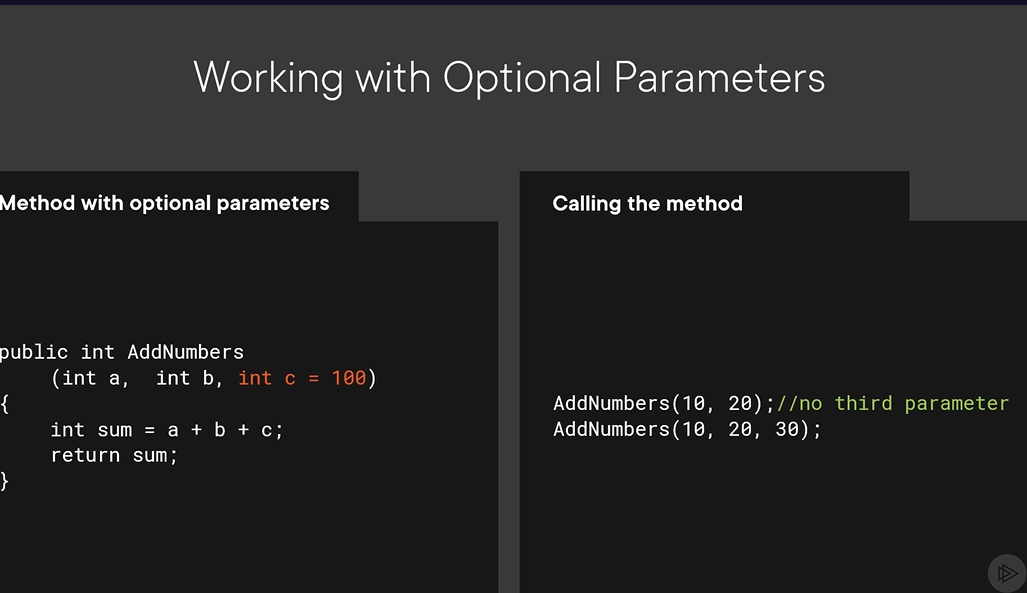 Working with Optional Parameters
Method with optional parameters
public int AddNumbers
(int a,  int b, int c = 100)
{
int sum = a + b + c;
return sum;
}
Calling the method
AddNumbers(10, 20);//no third parameter
AddNumbers(10, 20, 30);